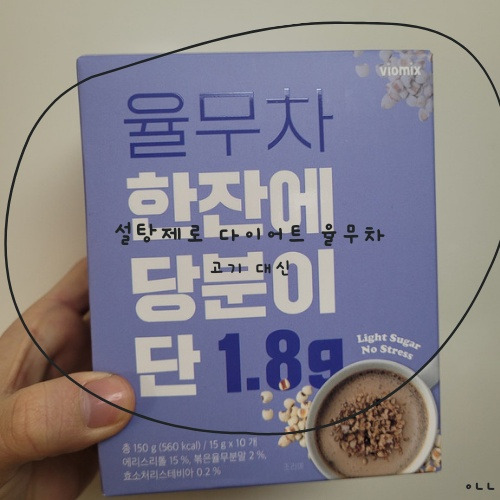 viomix
율무차
한잔에
설탕제로 다이어트 율무차
당분이
고기 대신
단 1.8g
Light Sugar
No Stress
총 150 g (560 kcal) / 15 g x 10 개
에리스리톨 15 %, 볶은율무분말 2 %,
효소처리스테비아 0.2 %
조리예